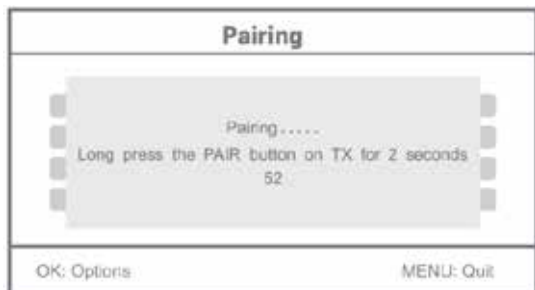 Pairing
Pairing.....
Long press the PAIR button on TX for 2 seconds
52
OK: Options
MENU: Quit